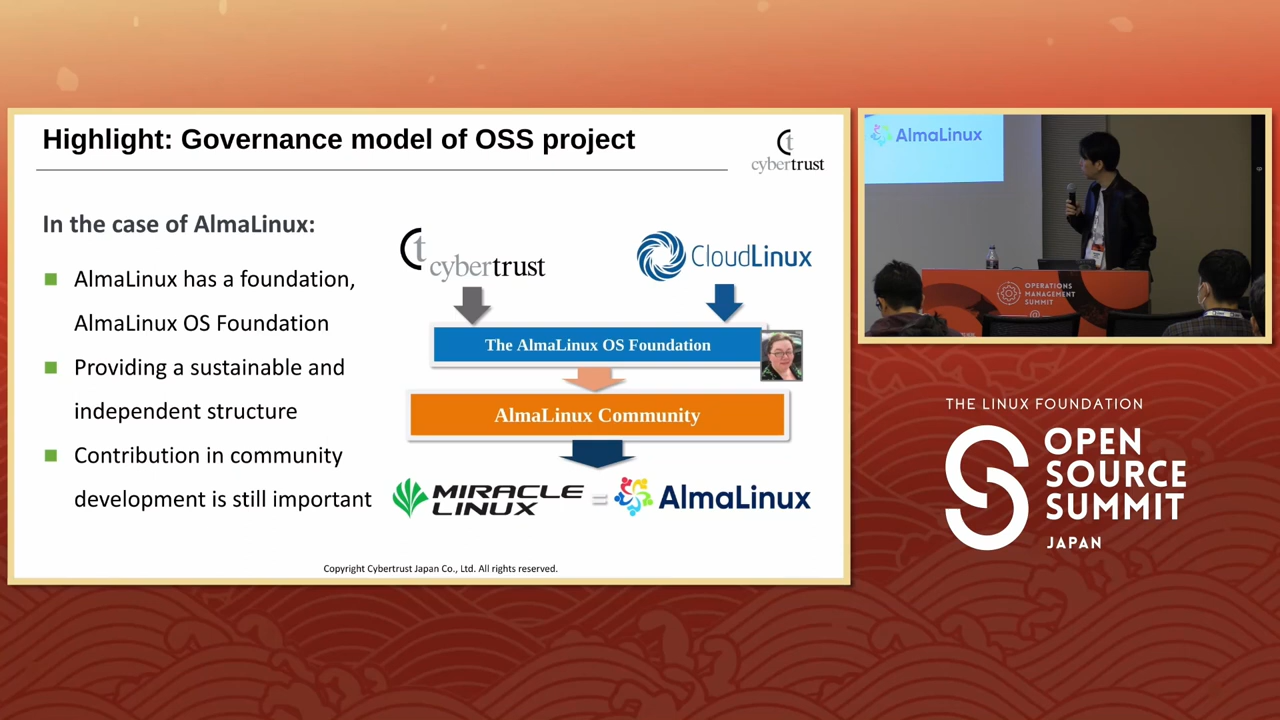 Highlight: Governance model of OSS project
cybertrust
In the case of AlmaLinux:
AlmaLinux has a foundation,
AlmaLinux OS Foundation
Providing a sustainable and
independent structure
Contribution in community
development is still important
cybertrust
CloudLinux
The AlmaLinux OS Foundation
AlmaLinux Community
MIRACLE
LINUX
=
AlmaLinux
Copyright Cybertrust Japan Co., Ltd. All rights reserved.
AlmaLinux
OPERATIONS
MANAGEMENT
SUMMIT
THE LINUX FOUNDATION
OPEN
SOURCE
SUMMIT
JAPAN